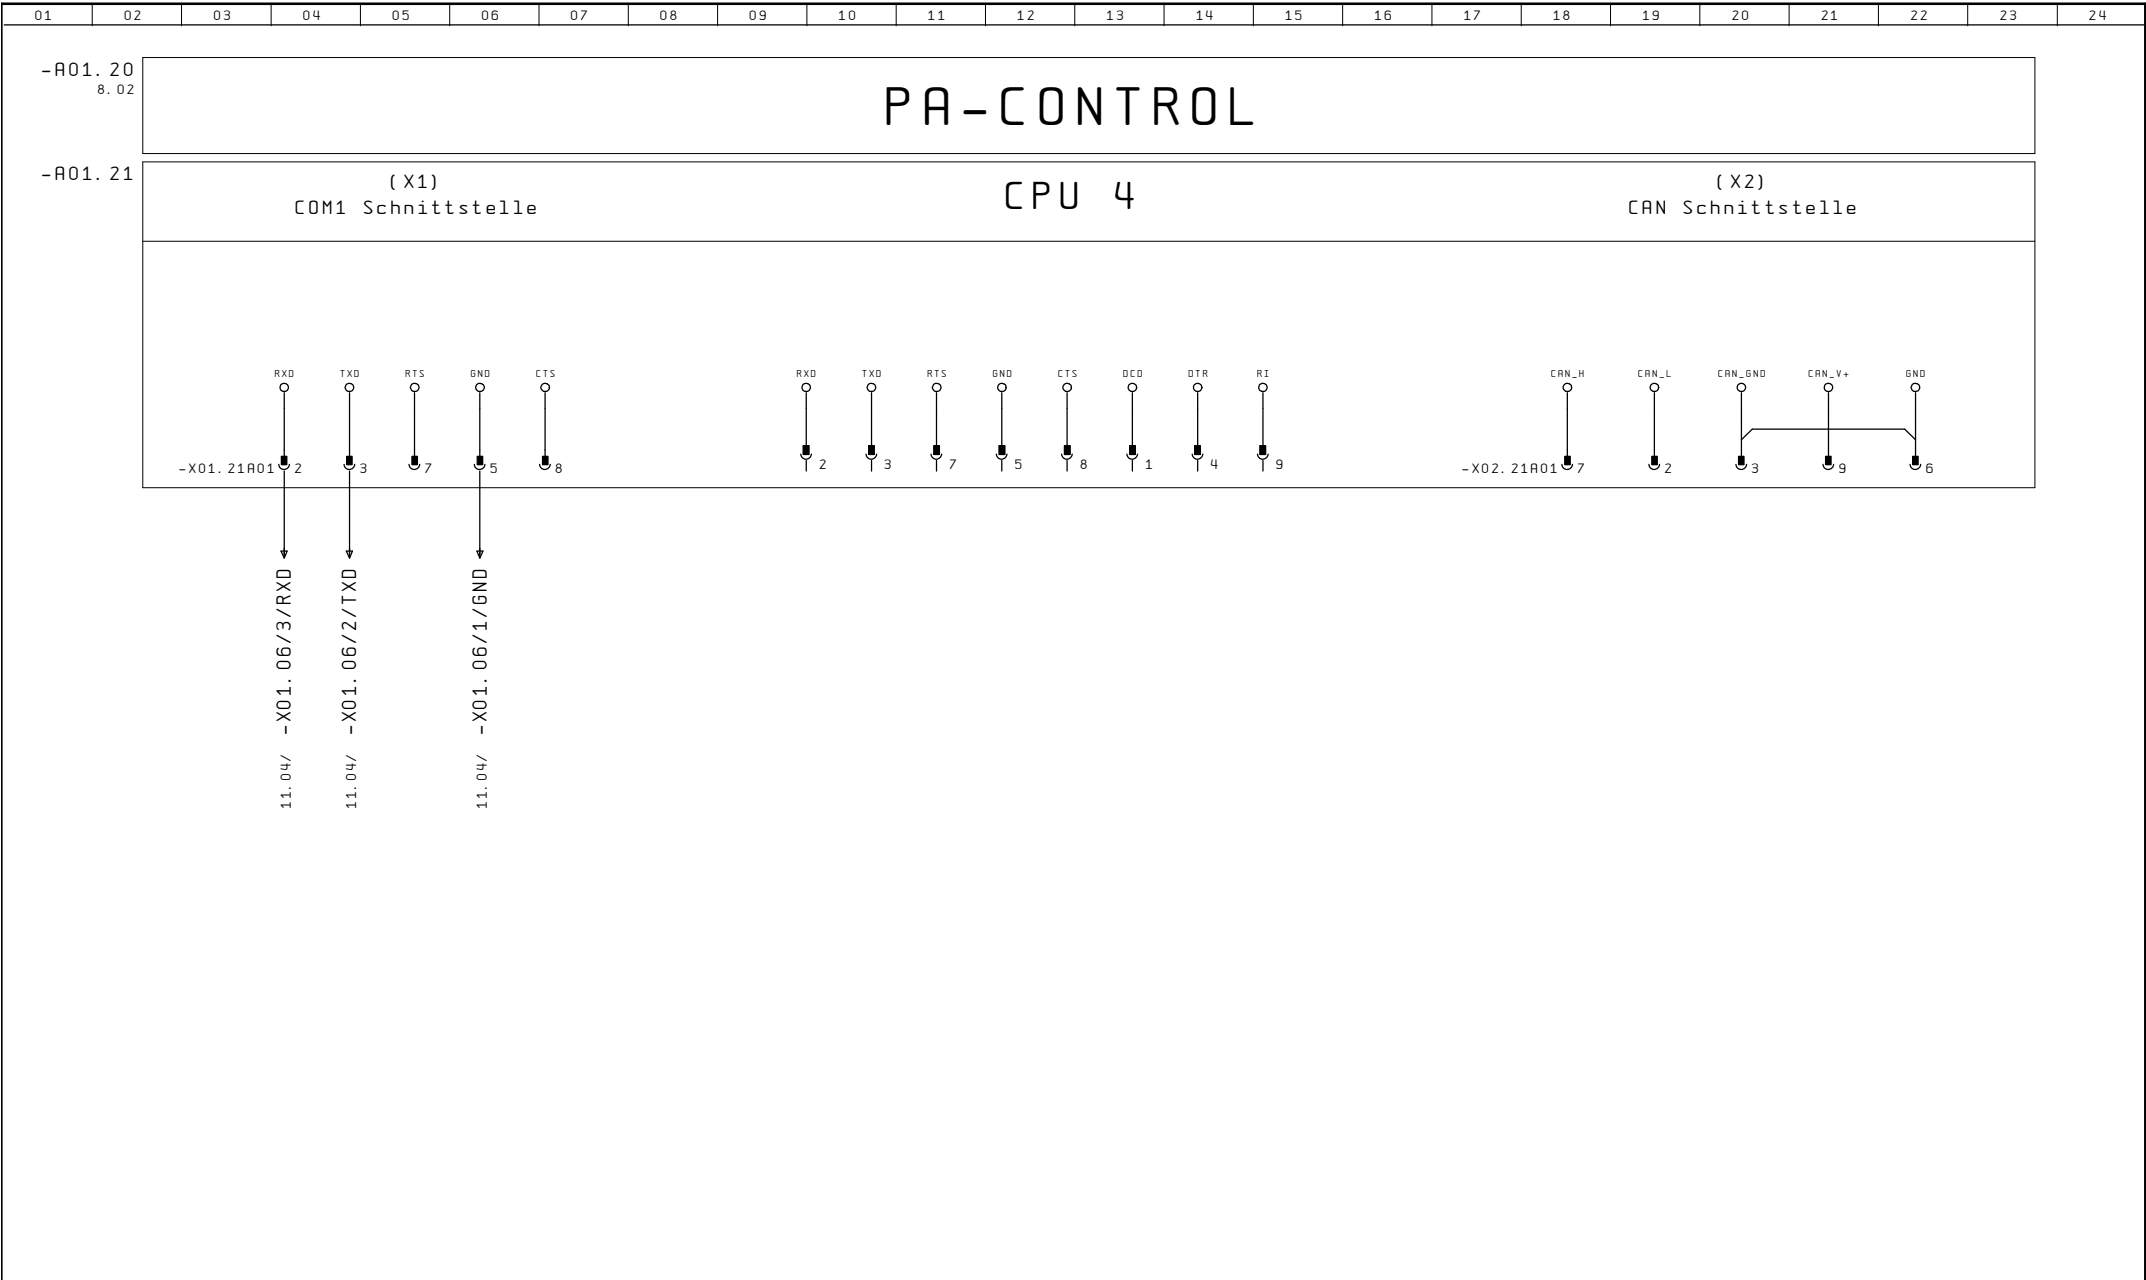 01 02 03 04 05 06 07 08 09 10 11 12 13 14 15 16 17 18 19 20 21 22 23 24
-A01.20
8.02
PA-CONTROL
-A01.21
(X1)
COM1 Schnittstelle
CPU 4
(X2)
CAN Schnittstelle
RXD TXD RTS GND CTS
-X01.21A01 2 3 7 5 8
RXD TXD RTS GND CTS DCD DTR RI
2 3 7 5 8 1 4 9
CAN_H CAN_L CAN_GND CAN_V+ GND
-X02.21A01 7 2 3 9 6
11.04/ -X01.06/3/RXD
11.04/ -X01.06/2/TXD
11.04/ -X01.06/1/GND